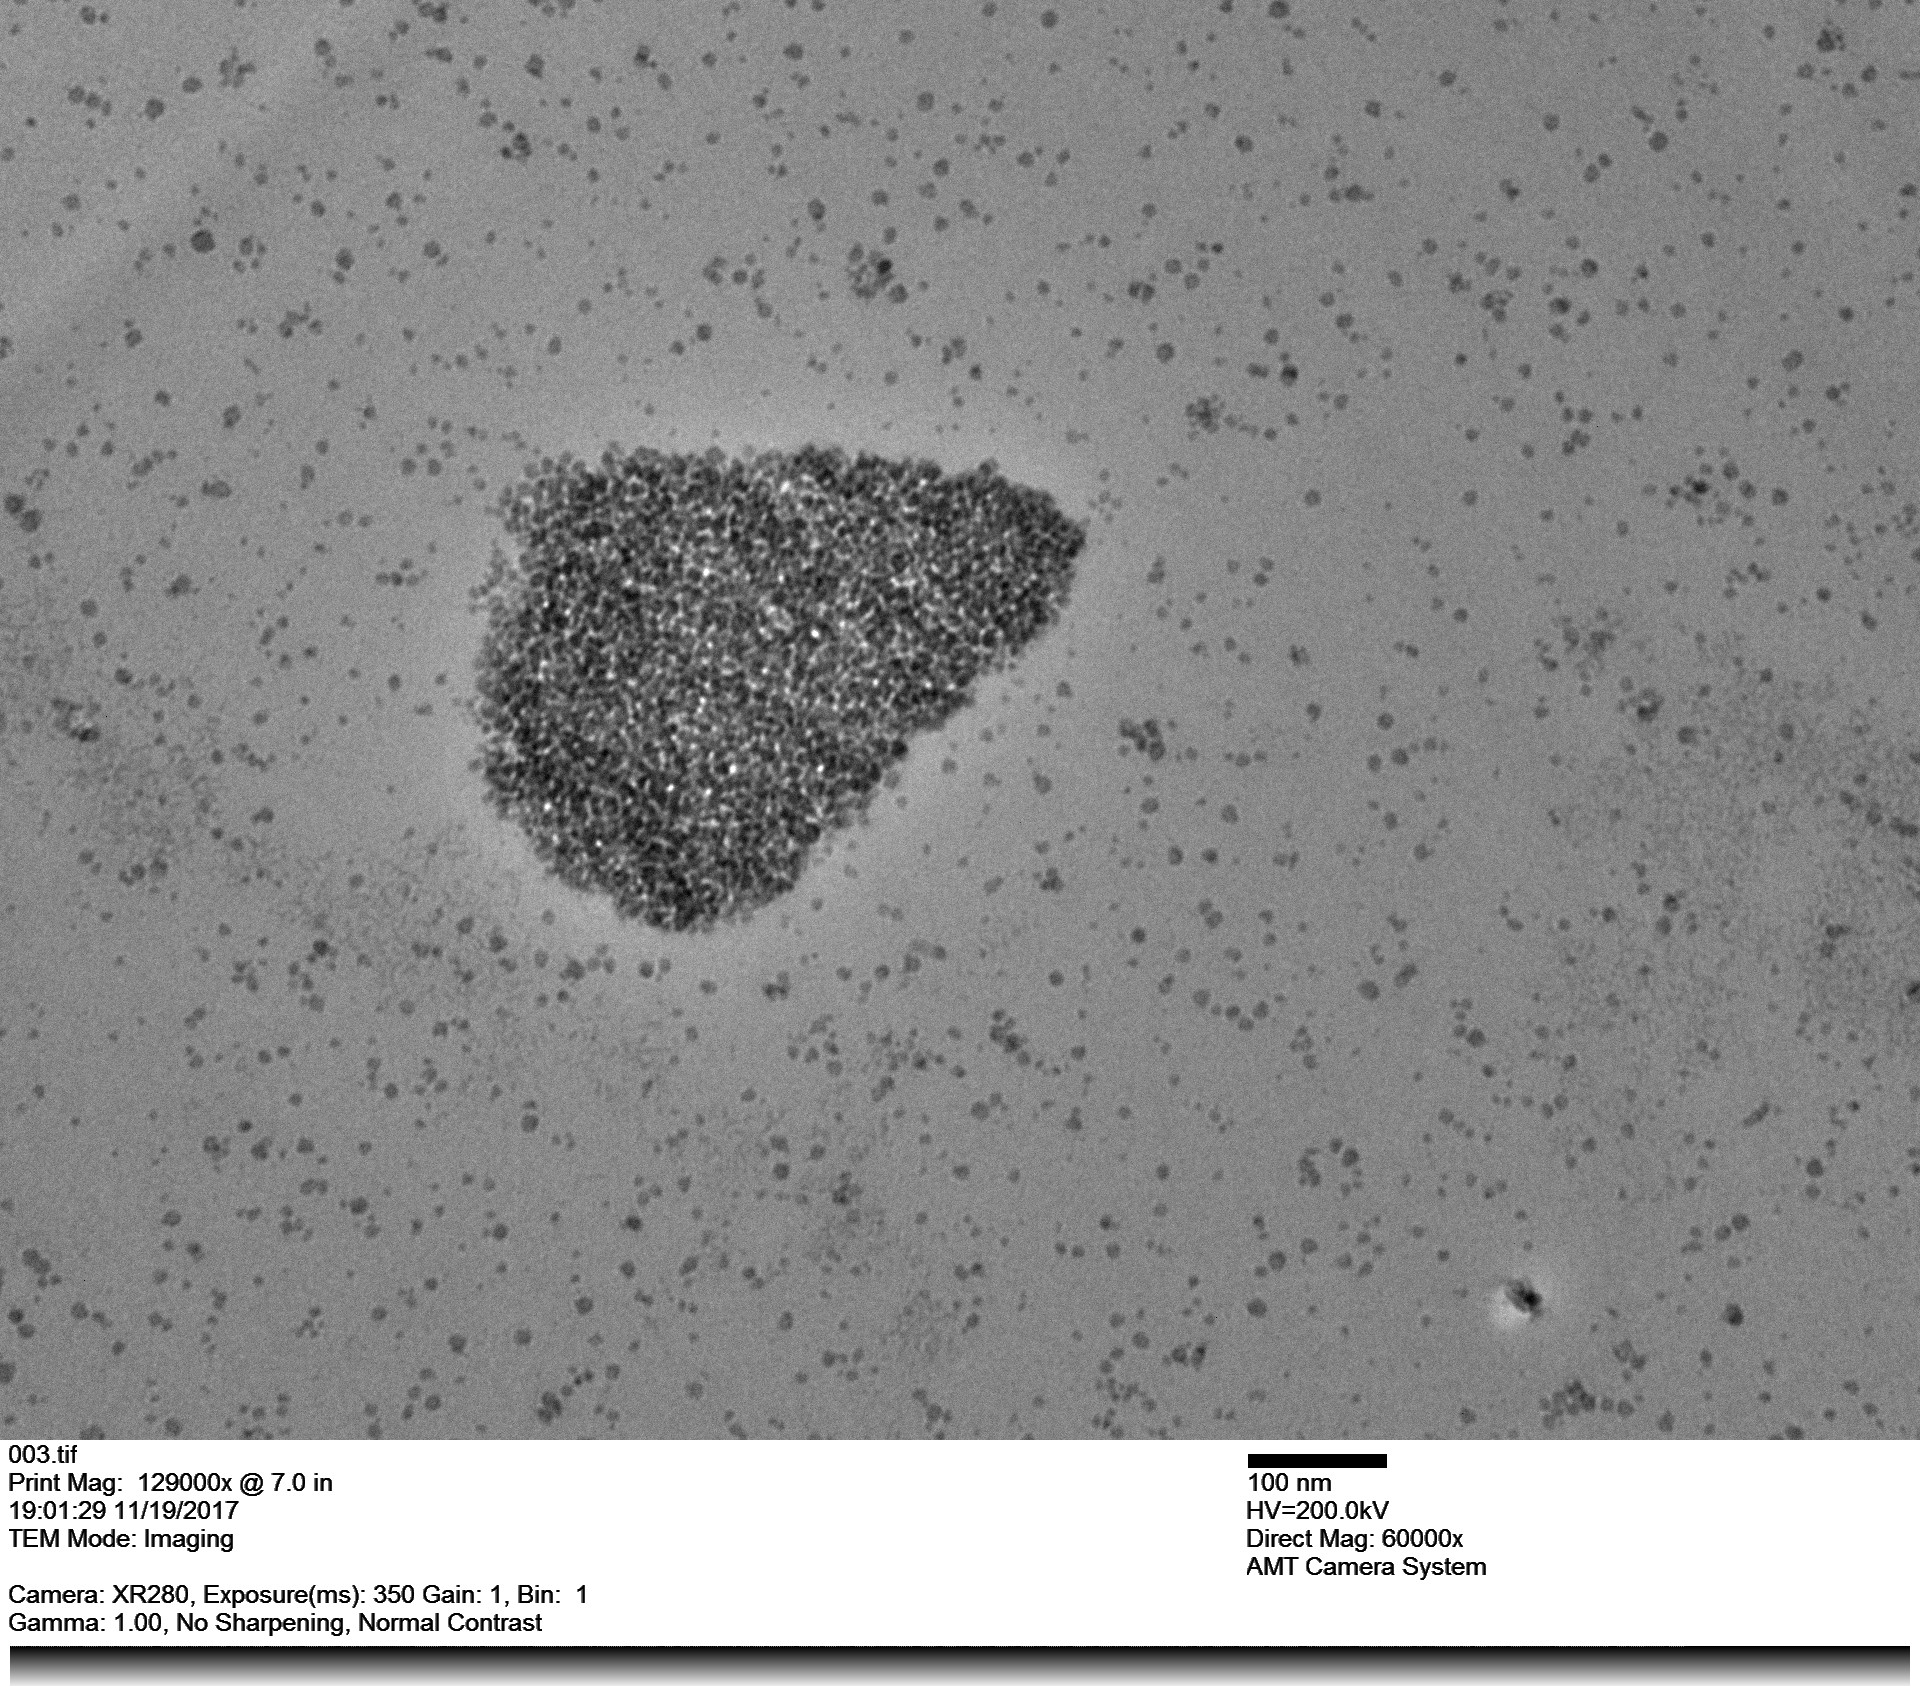 003.tif
Print Mag:  129000x @ 7.0 in
19:01:29 11/19/2017
TEM Mode: Imaging
Camera: XR280, Exposure(ms): 350 Gain: 1, Bin:  1
Gamma: 1.00, No Sharpening, Normal Contrast
100 nm
HV=200.0kV
Direct Mag: 60000x
AMT Camera System